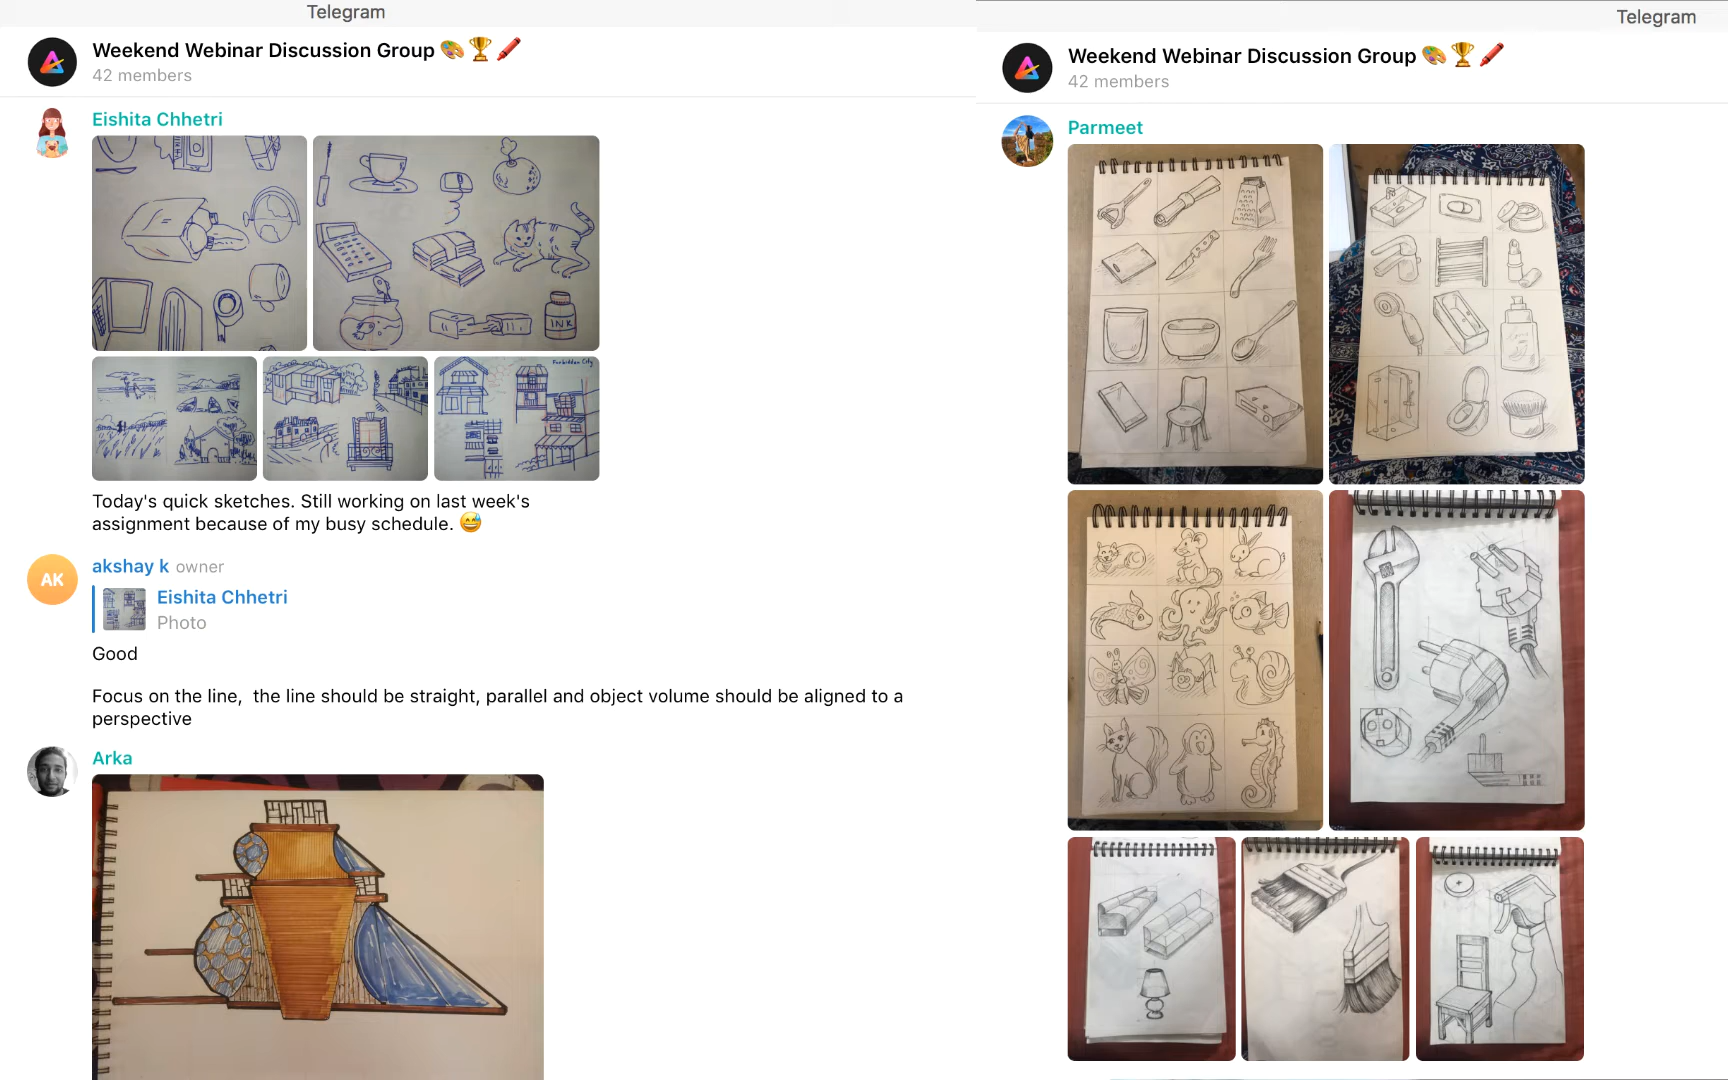 Telegram
Weekend Webinar Discussion Group 🎨🏆🖍️
42 members
Eishita Chhetri
INK
Forbidden City
Today's quick sketches. Still working on last week's
assignment because of my busy schedule. 😅
AK
akshay k owner
Eishita Chhetri
Photo
Good
Focus on the line,  the line should be straight, parallel and object volume should be aligned to a
perspective
Arka
Telegram
Weekend Webinar Discussion Group 🎨🏆🖍️
42 members
Parmeet